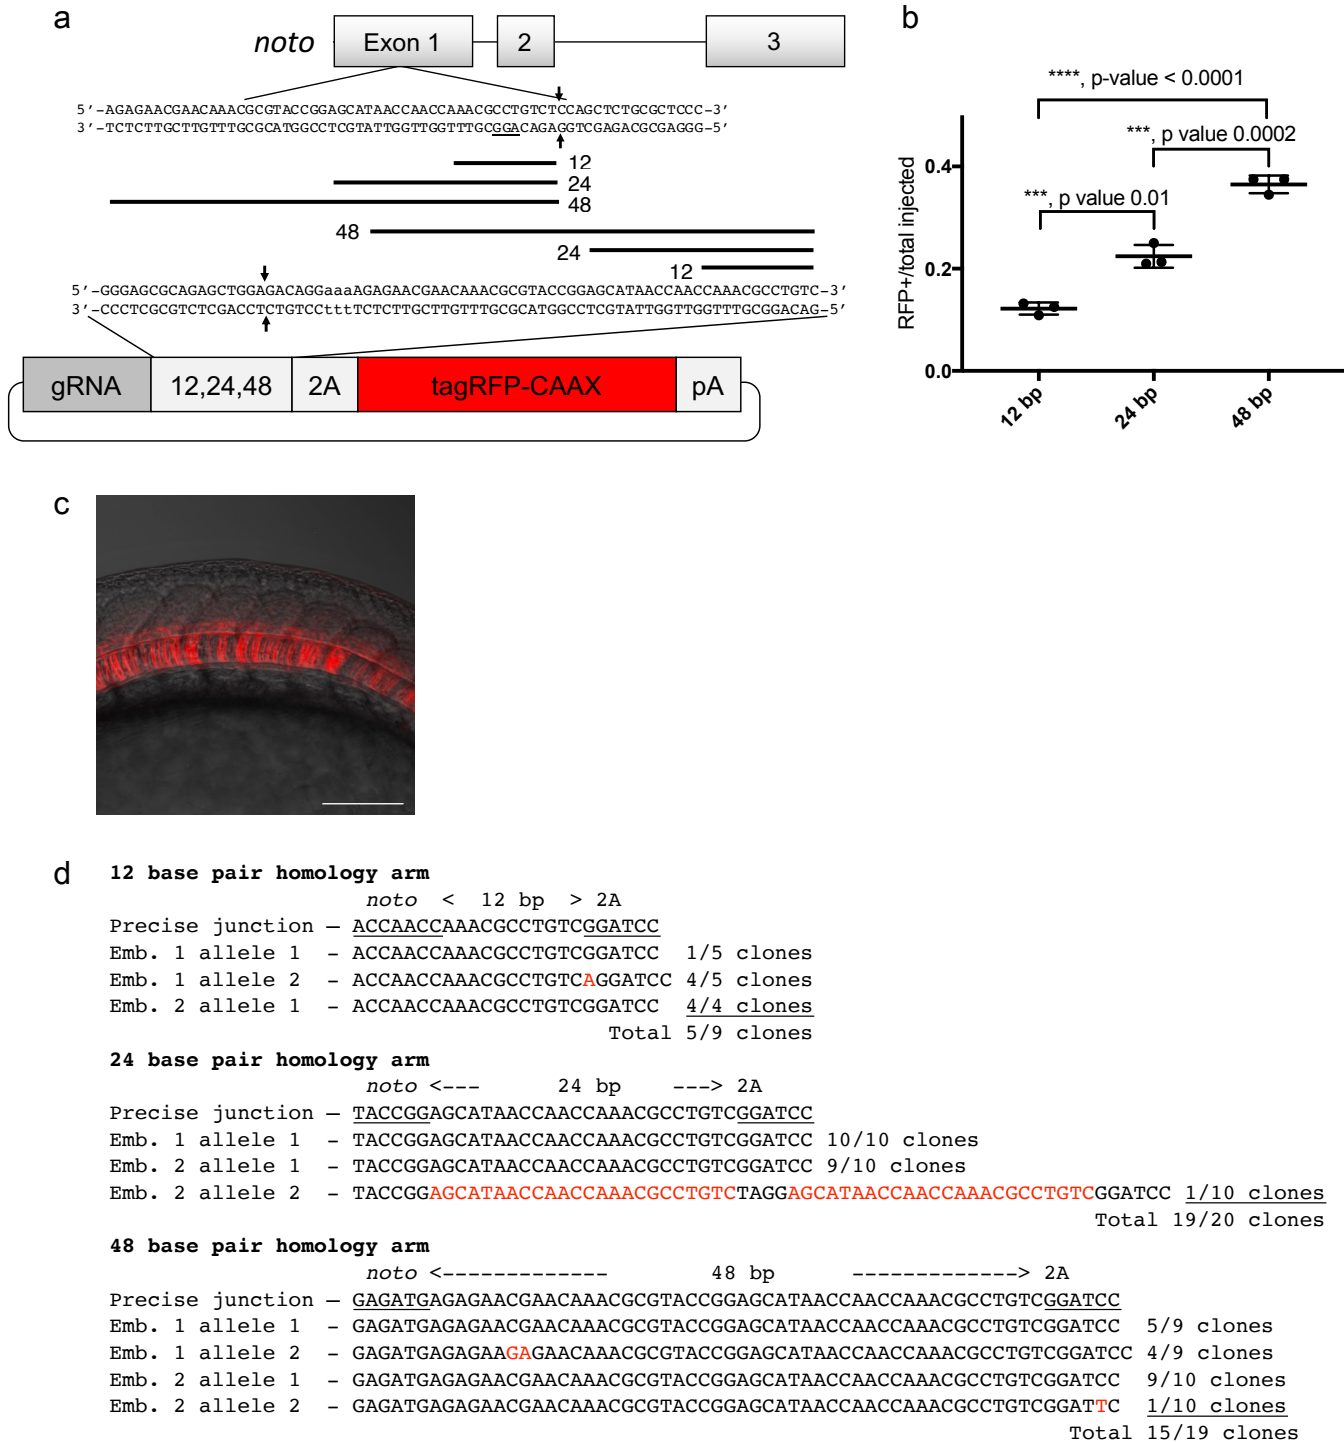 a
noto Exon 1 2 3
5’-AGAGAACGAACAAACGCGTACCGGAGCATAACCAACCAAACGCCTGTCTCCAGCTCTGCGCTCCC-3’
3’-TCTCTTGCTTGTTTGCGCATGGCCTCGTATTGGTTGGTTTGCGGACAGAGGTCGAGACGCGAGGG-5’
12
24
48
48
24
12
5’-GGGAGCGCAGAGCTGGAGACAGGaaaAGAGAACGAACAAACGCGTACCGGAGCATAACCAACCAAACGCCTGTC-3’
3’-CCCTCGCGTCTCGACCTCTGTCCtttTCTCTTGCTTGTTTGCGCATGGCCTCGTATTGGTTGGTTTGCGGACAG-5’
gRNA 12,24,48 2A tagRFP-CAAX pA
b
****, p-value < 0.0001
***, p value 0.0002
***, p value 0.01
RFP+/total injected
0.4
0.2
0.0
12 bp
24 bp
48 bp
c
d
12 base pair homology arm
noto < 12 bp > 2A
Precise junction – ACCAACCAAACGCCTGTCGGATCC
Emb. 1 allele 1 - ACCAACCAAACGCCTGTCGGATCC 1/5 clones
Emb. 1 allele 2 - ACCAACCAAACGCCTGTCAGGATCC 4/5 clones
Emb. 2 allele 1 - ACCAACCAAACGCCTGTCGGATCC 4/4 clones
Total 5/9 clones
24 base pair homology arm
noto <--- 24 bp ---> 2A
Precise junction – TACCGGAGCATAACCAACCAAACGCCTGTCGGATCC
Emb. 1 allele 1 - TACCGGAGCATAACCAACCAAACGCCTGTCGGATCC 10/10 clones
Emb. 2 allele 1 - TACCGGAGCATAACCAACCAAACGCCTGTCGGATCC 9/10 clones
Emb. 2 allele 2 - TACCGGAGCATAACCAACCAAACGCCTGTCTAGGAGCATAACCAACCAAACGCCTGTCGGATCC 1/10 clones
Total 19/20 clones
48 base pair homology arm
noto <------------- 48 bp -------------> 2A
Precise junction – GAGATGAGAGAACGAACAAACGCGTACCGGAGCATAACCAACCAAACGCCTGTCGGATCC
Emb. 1 allele 1 - GAGATGAGAGAACGAACAAACGCGTACCGGAGCATAACCAACCAAACGCCTGTCGGATCC 5/9 clones
Emb. 1 allele 2 - GAGATGAGAGAAGAGAACAAACGCGTACCGGAGCATAACCAACCAAACGCCTGTCGGATCC 4/9 clones
Emb. 2 allele 1 - GAGATGAGAGAACGAACAAACGCGTACCGGAGCATAACCAACCAAACGCCTGTCGGATCC 9/10 clones
Emb. 2 allele 2 - GAGATGAGAGAACGAACAAACGCGTACCGGAGCATAACCAACCAAACGCCTGTCGGATTC 1/10 clones
Total 15/19 clones